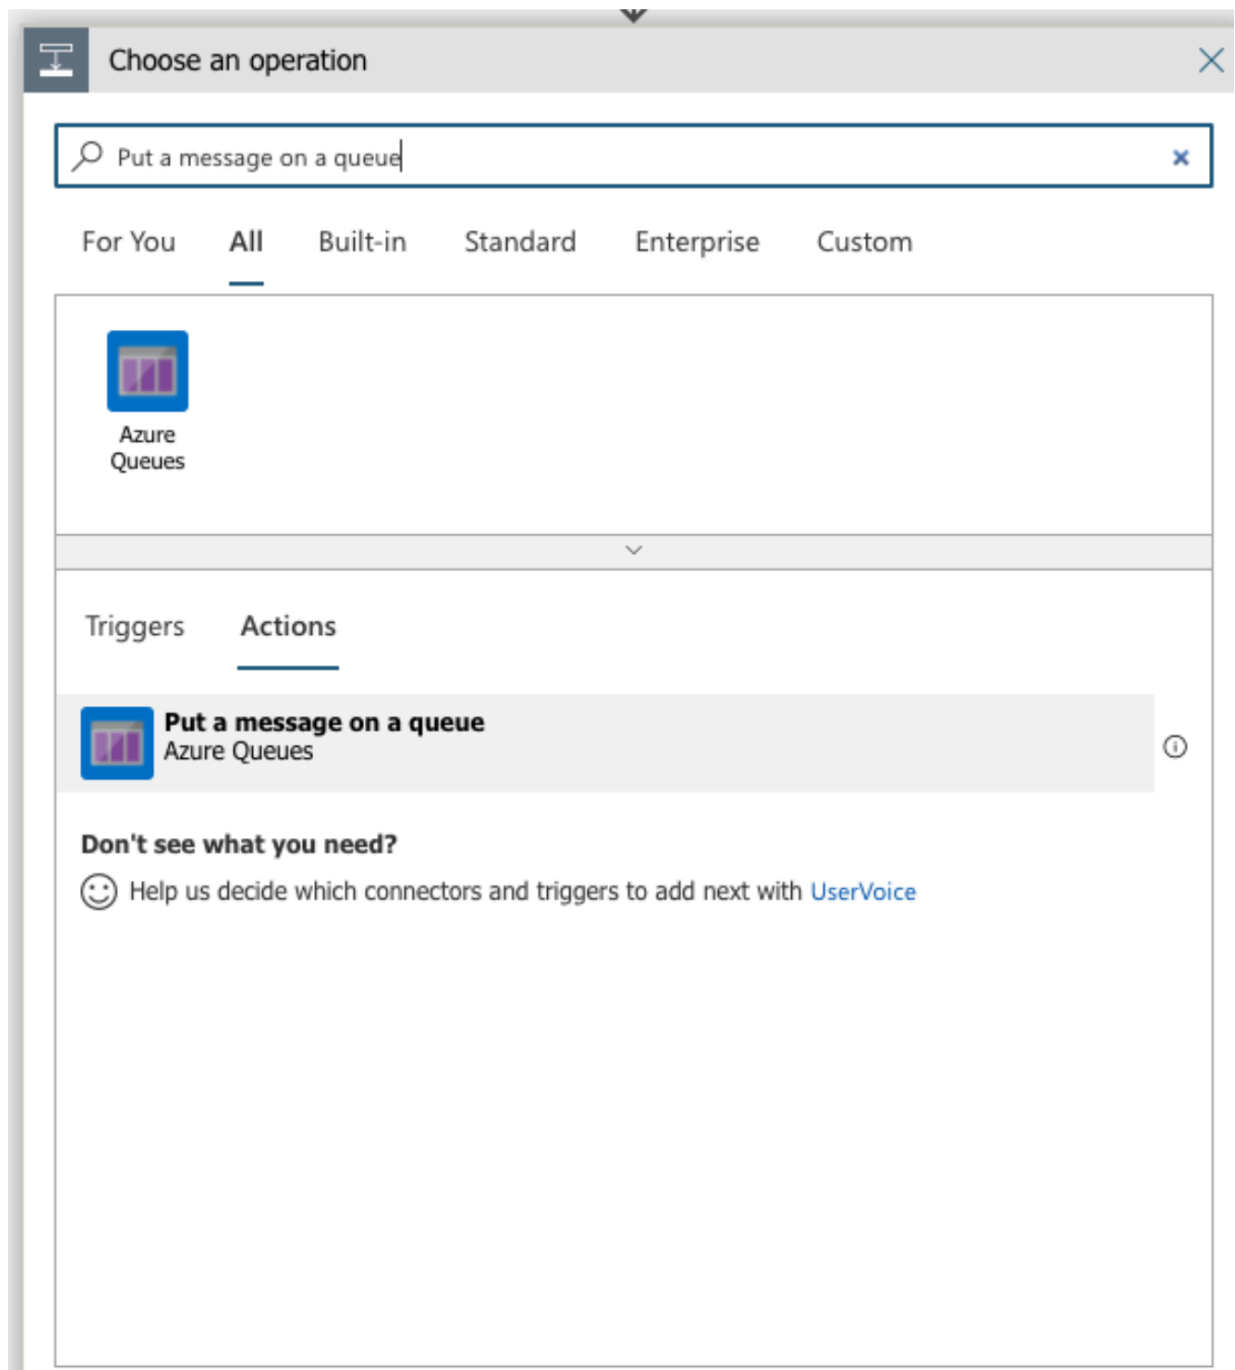 Choose an operation
Put a message on a queue
For You All Built-in Standard Enterprise Custom
Azure
Queues
Triggers Actions
Put a message on a queue
Azure Queues
Don't see what you need?
Help us decide which connectors and triggers to add next with UserVoice